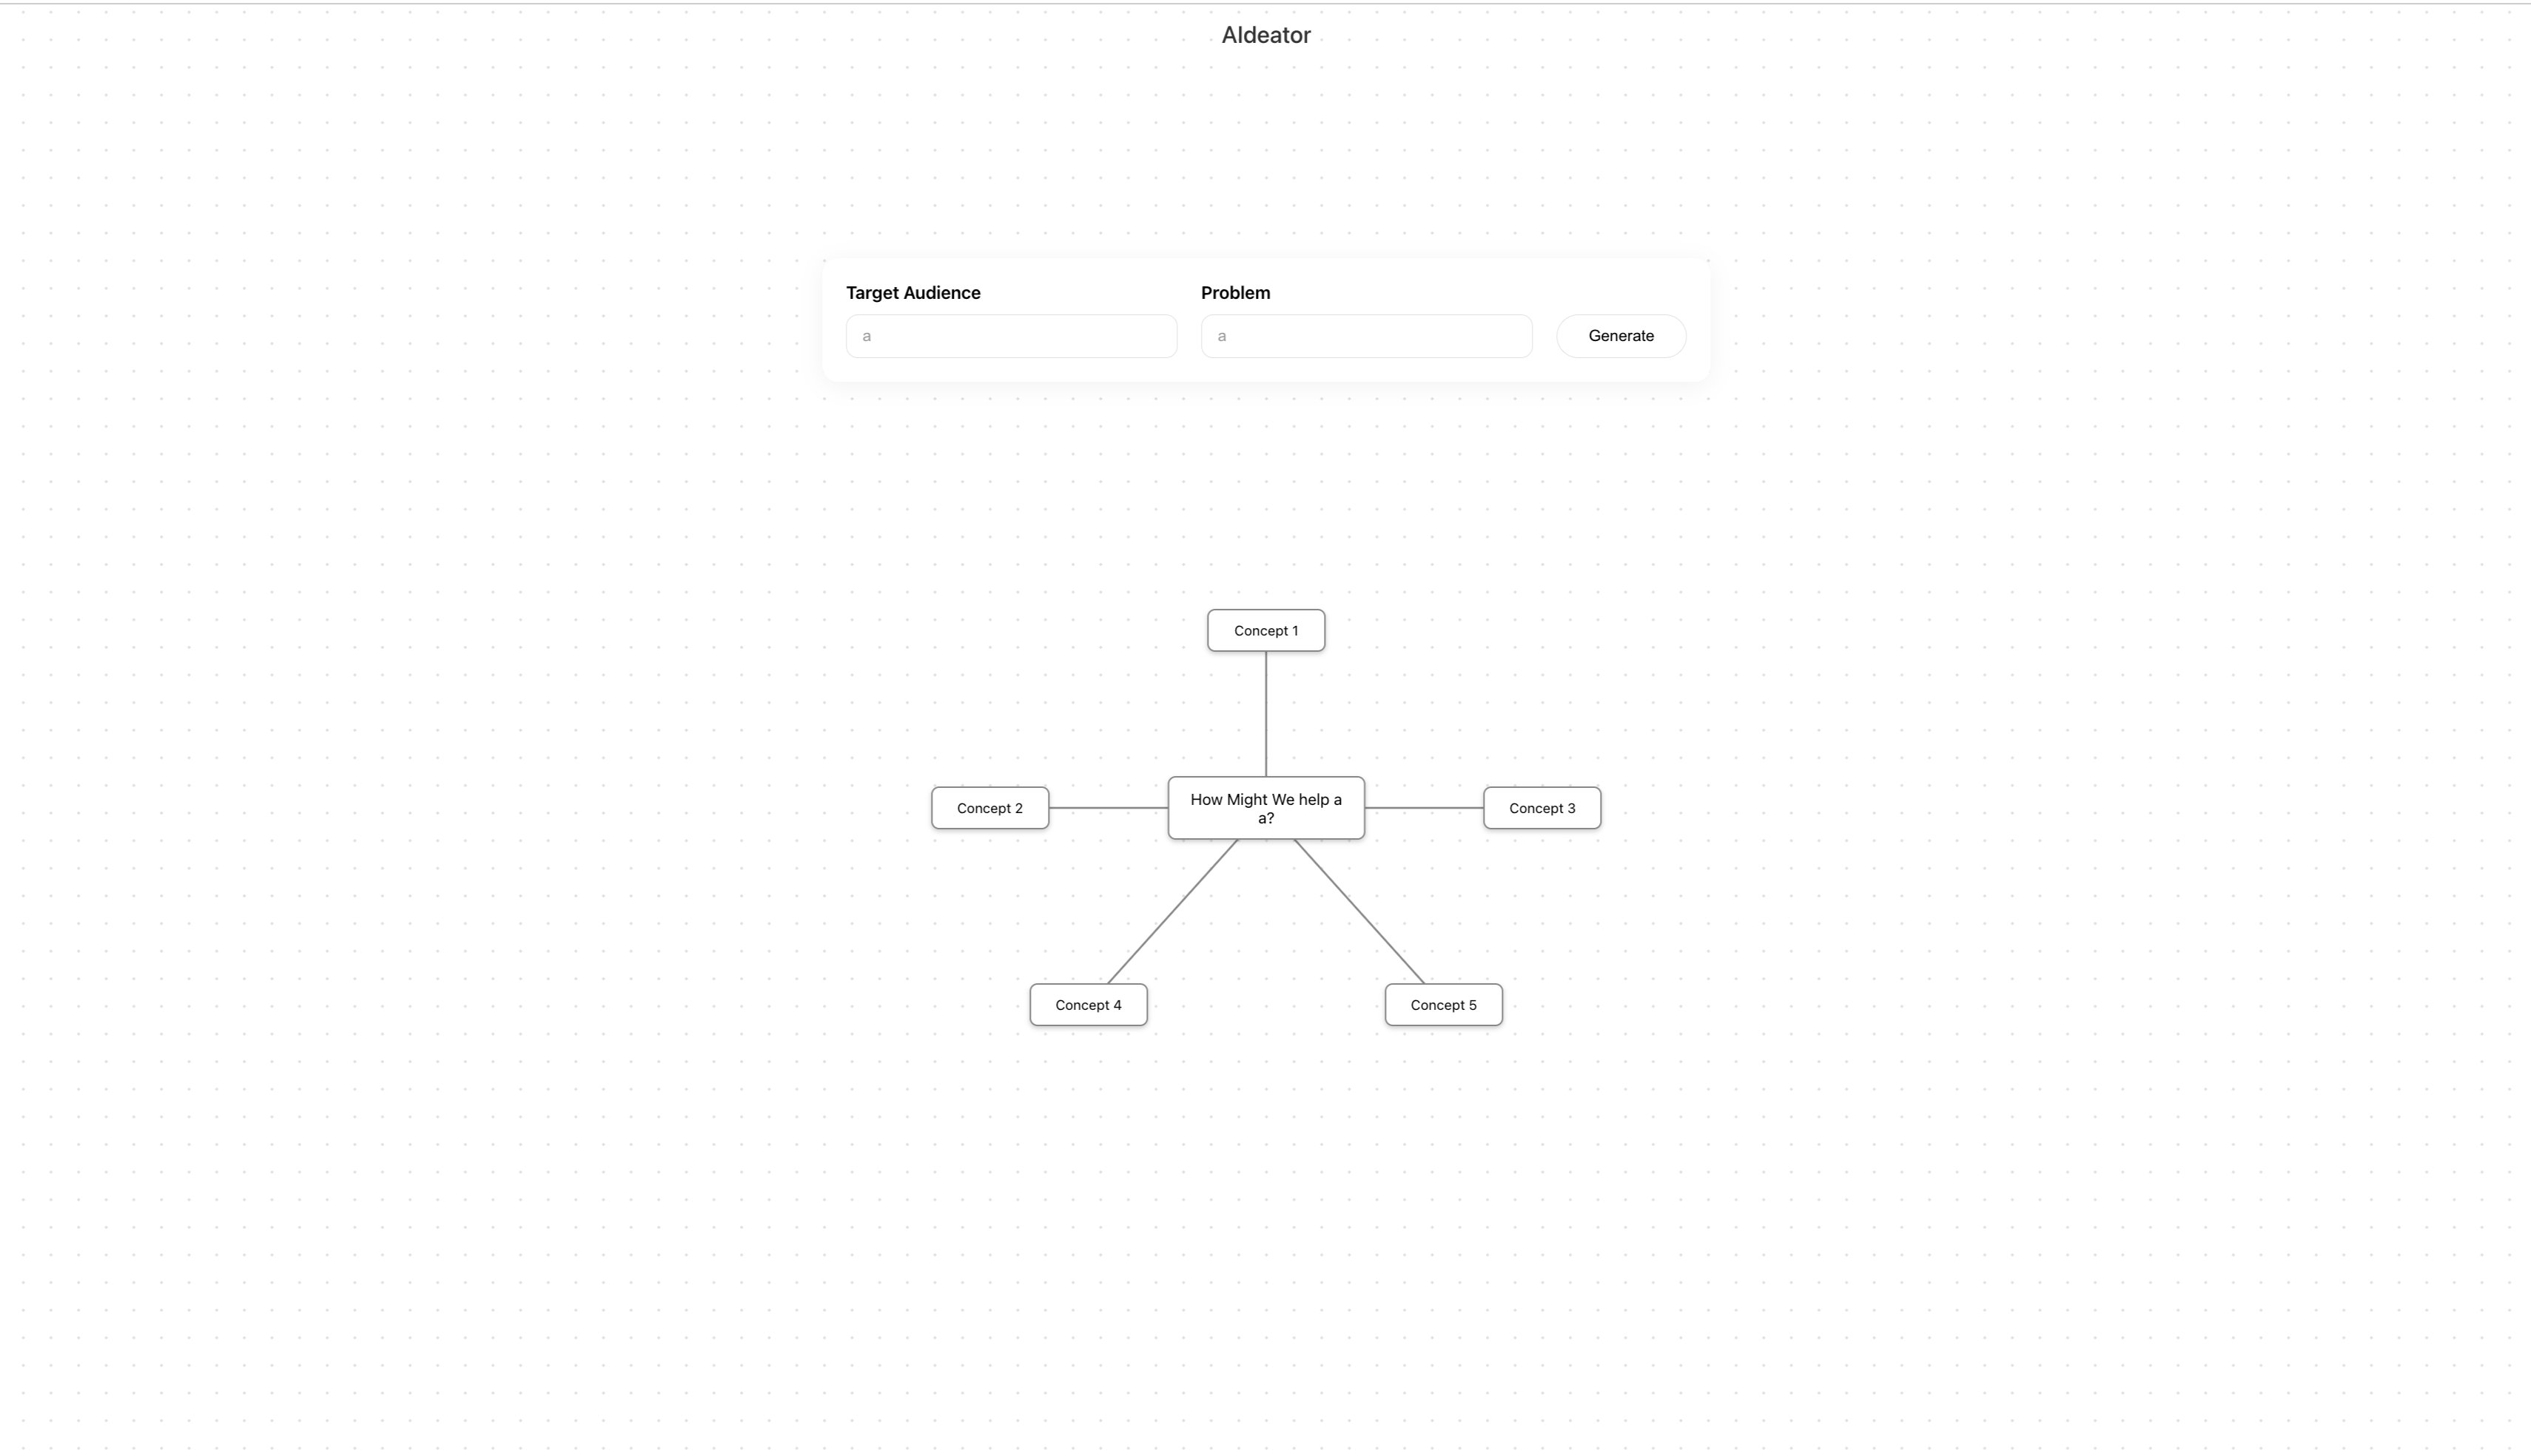 AIdeator
Target Audience
Problem
a
a
Generate
Concept 1
Concept 2
How Might We help a
a?
Concept 3
Concept 4
Concept 5